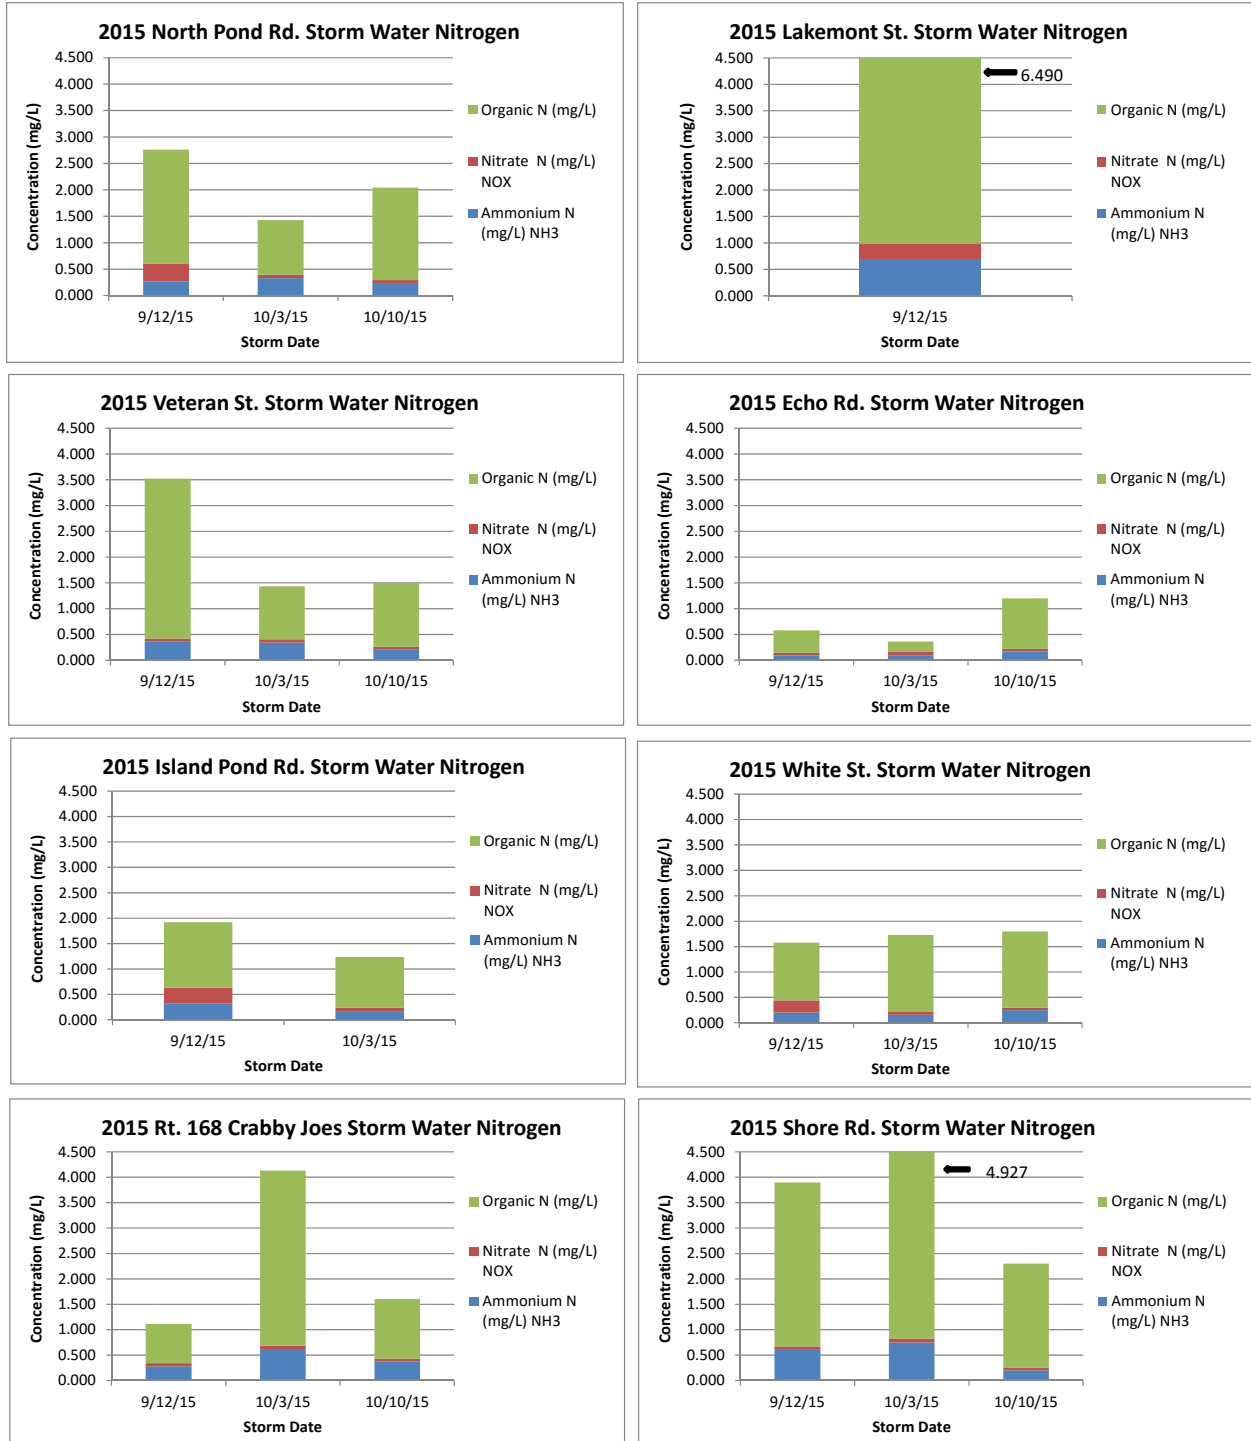 2015 North Pond Rd. Storm Water Nitrogen
Concentration (mg/L)
4.500
4.000
3.500
3.000
2.500
2.000
1.500
1.000
0.500
0.000
9/12/15 10/3/15 10/10/15
Storm Date
Organic N (mg/L)
Nitrate N (mg/L)
NOX
Ammonium N
(mg/L) NH3
2015 Lakemont St. Storm Water Nitrogen
Concentration (mg/L)
4.500
4.000
3.500
3.000
2.500
2.000
1.500
1.000
0.500
0.000
6.490
9/12/15
Storm Date
Organic N (mg/L)
Nitrate N (mg/L)
NOX
Ammonium N
(mg/L) NH3
2015 Veteran St. Storm Water Nitrogen
Concentration (mg/L)
4.500
4.000
3.500
3.000
2.500
2.000
1.500
1.000
0.500
0.000
9/12/15 10/3/15 10/10/15
Storm Date
Organic N (mg/L)
Nitrate N (mg/L)
NOX
Ammonium N
(mg/L) NH3
2015 Echo Rd. Storm Water Nitrogen
Concentration (mg/L)
4.500
4.000
3.500
3.000
2.500
2.000
1.500
1.000
0.500
0.000
9/12/15 10/3/15 10/10/15
Storm Date
Organic N (mg/L)
Nitrate N (mg/L)
NOX
Ammonium N
(mg/L) NH3
2015 Island Pond Rd. Storm Water Nitrogen
Concentration (mg/L)
4.500
4.000
3.500
3.000
2.500
2.000
1.500
1.000
0.500
0.000
9/12/15 10/3/15
Storm Date
Organic N (mg/L)
Nitrate N (mg/L)
NOX
Ammonium N
(mg/L) NH3
2015 White St. Storm Water Nitrogen
Concentration (mg/L)
4.500
4.000
3.500
3.000
2.500
2.000
1.500
1.000
0.500
0.000
9/12/15 10/3/15 10/10/15
Storm Date
Organic N (mg/L)
Nitrate N (mg/L)
NOX
Ammonium N
(mg/L) NH3
2015 Rt. 168 Crabby Joes Storm Water Nitrogen
Concentration (mg/L)
4.500
4.000
3.500
3.000
2.500
2.000
1.500
1.000
0.500
0.000
9/12/15 10/3/15 10/10/15
Storm Date
Organic N (mg/L)
Nitrate N (mg/L)
NOX
Ammonium N
(mg/L) NH3
2015 Shore Rd. Storm Water Nitrogen
Concentration (mg/L)
4.500
4.000
3.500
3.000
2.500
2.000
1.500
1.000
0.500
0.000
4.927
9/12/15 10/3/15 10/10/15
Storm Date
Organic N (mg/L)
Nitrate N (mg/L)
NOX
Ammonium N
(mg/L) NH3